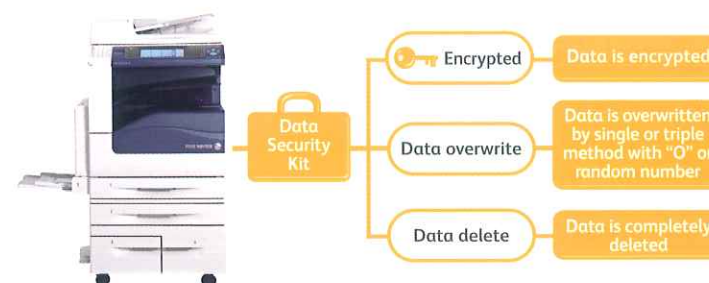 Encrypted
Data is encrypted
Data
Security
Kit
Data overwrite
Data is overwritten
by single or triple
method with “O” or
random number
Data delete
Data is completely
deleted